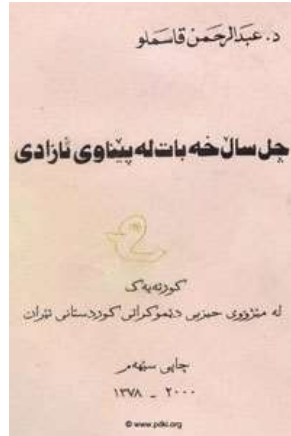 د. عبدالرحمن قاسملو
چل ساڵ خەبات لە پێناوی ئازادی
کورتەیەک
لە مێژووی حیزبی دێموکراتی کوردستانی ئێران
چاپی سێهەم
۲۰۰۰ - ۱۳۷۸
© www.pdki.org